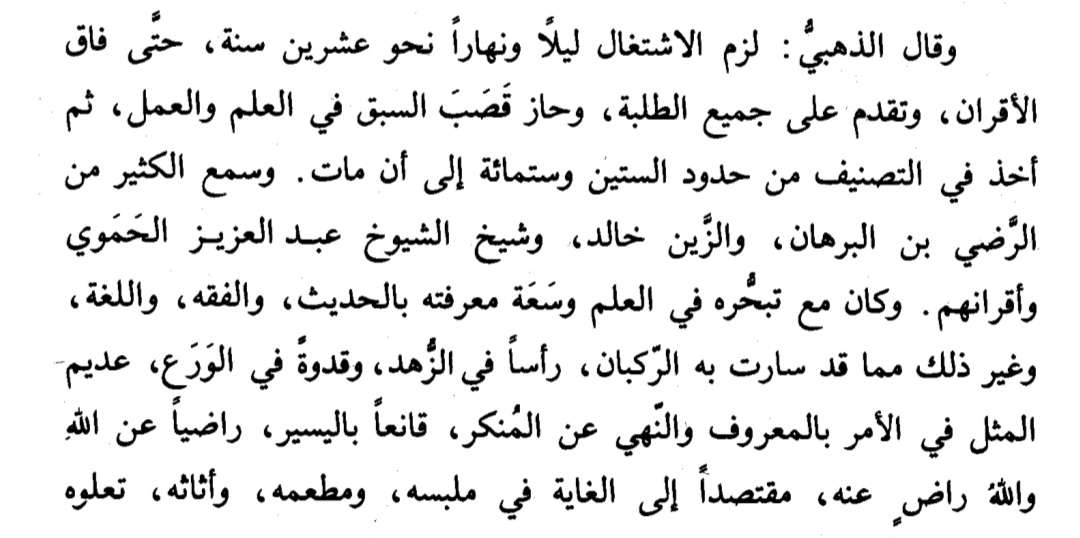 وقال الذهبيُّ: لزم الاشتغال ليلًا ونهاراً نحو عشرين سنة، حتَّى فاق
الأقران، وتقدم على جميع الطلبة، وحاز قَصَبَ السبق في العلم والعمل، ثم
أخذ في التصنيف من حدود الستين وستمائة إلى أن مات. وسمع الكثير من
الرَّضي بن البرهان، والزَّين خالد، وشيخ الشيوخ عبد العزيز الحَمَوي
وأقرانهم. وكان مع تبحُّره في العلم وسَعَة معرفته بالحديث، والفقه، واللغة،
وغير ذلك مما قد سارت به الرّكبان، رأساً في الزُّهد، وقدوةً في الوَرَع، عديم
المثل في الأمر بالمعروف والنّهي عن المُنكر، قانعاً باليسير، راضياً عن اللهِ
واللهُ راضٍ عنه، مقتصداً إلى الغاية في ملبسه، ومطعمه، وأثاثه، تعلوه